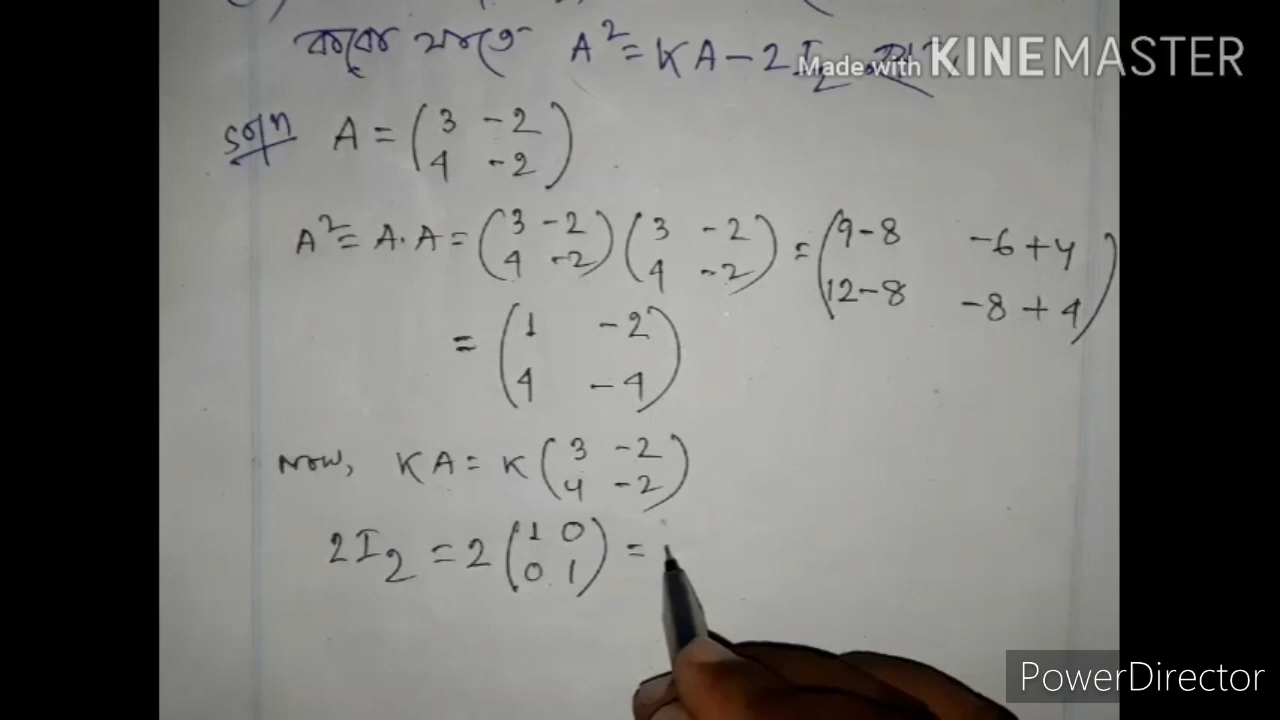 A² = KA - 2I₂
Made with KINEMASTER
Soln A = (3 -2
4 -2)
A² = A.A = (3 -2
4 -2) (3 -2
4 -2) = (9-8 -6+4
12-8 -8+4)
= (1 -2
4 -4)
Now, KA = K (3 -2
4 -2)
2I₂ = 2 (1 0
0 1) =
PowerDirector